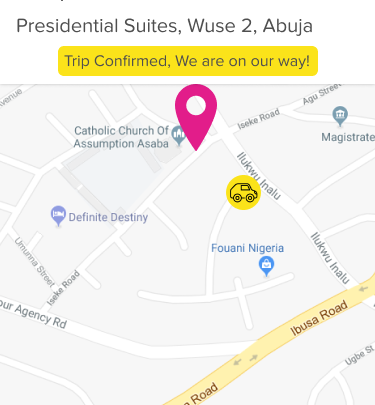 Presidential Suites, Wuse 2, Abuja
Trip Confirmed, We are on our way!
Avenue
Agu Street
Iseke Road
Catholic Church Of
Assumption Asaba
Magistrate
Ilukwu Inalu
Definite Destiny
Umunna Street
Fouani Nigeria
Ilukwu Inalu
Iseke Road
our Agency Rd
Ibusa Road
Ugbe St
Road